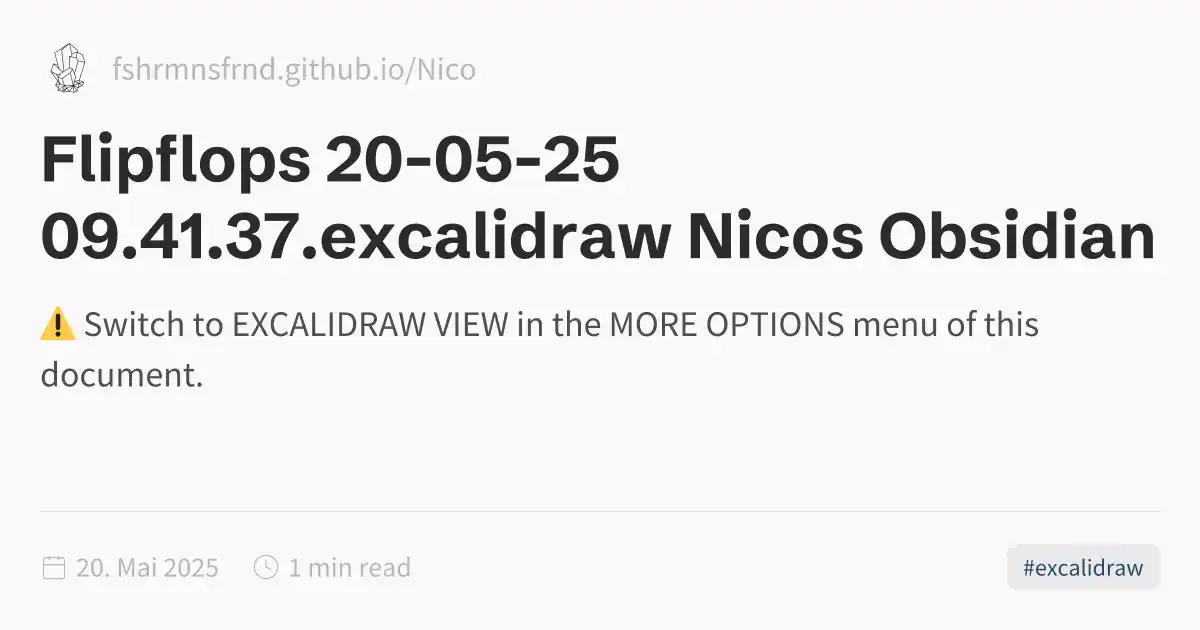 fshrmnsfrnd.github.io/Nico
Flipflops 20-05-25
09.41.37.excalidraw Nicos Obsidian
⚠️ Switch to EXCALIDRAW VIEW in the MORE OPTIONS menu of this
document.
20. Mai 2025 1 min read #excalidraw